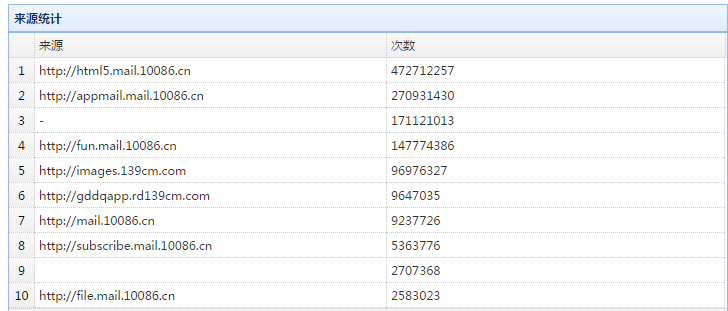 来源统计
来源 次数
1 http://html5.mail.10086.cn 472712257
2 http://appmail.mail.10086.cn 270931430
3 - 171121013
4 http://fun.mail.10086.cn 147774386
5 http://images.139cm.com 96976327
6 http://gddqapp.rd139cm.com 9647035
7 http://mail.10086.cn 9237726
8 http://subscribe.mail.10086.cn 5363776
9 2707368
10 http://file.mail.10086.cn 2583023